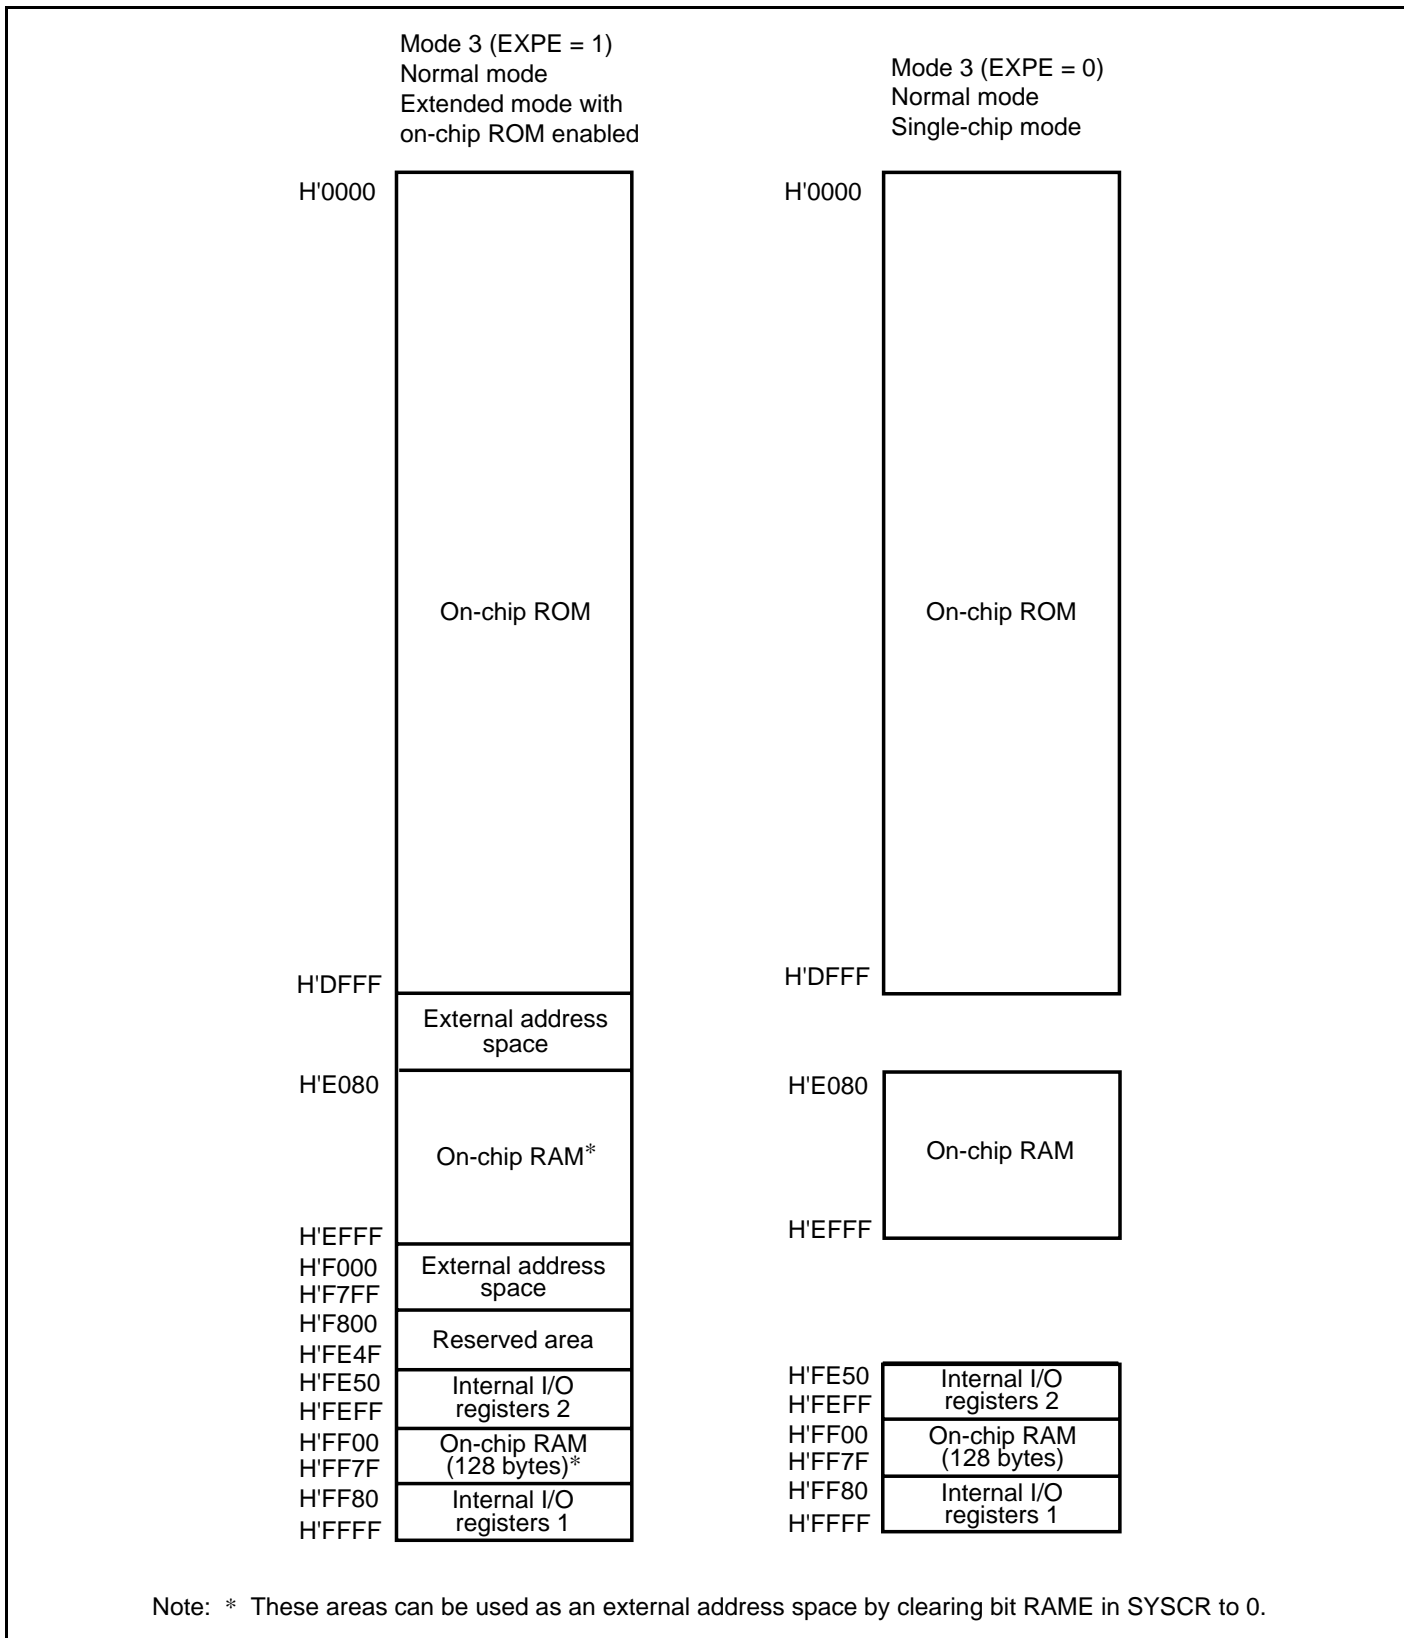 Mode 3 (EXPE = 1)
Normal mode
Extended mode with
on-chip ROM enabled
H'0000
On-chip ROM
H'DFFF
External address
space
H'E080
On-chip RAM*
H'EFFF
H'F000
External address
space
H'F7FF
H'F800
Reserved area
H'FE4F
H'FE50
Internal I/O
registers 2
H'FEFF
H'FF00
On-chip RAM
(128 bytes)*
H'FF7F
H'FF80
Internal I/O
registers 1
H'FFFF
Mode 3 (EXPE = 0)
Normal mode
Single-chip mode
H'0000
On-chip ROM
H'DFFF
H'E080
On-chip RAM
H'EFFF
H'FE50
Internal I/O
registers 2
H'FEFF
H'FF00
On-chip RAM
(128 bytes)
H'FF7F
H'FF80
Internal I/O
registers 1
H'FFFF
Note: * These areas can be used as an external address space by clearing bit RAME in SYSCR to 0.